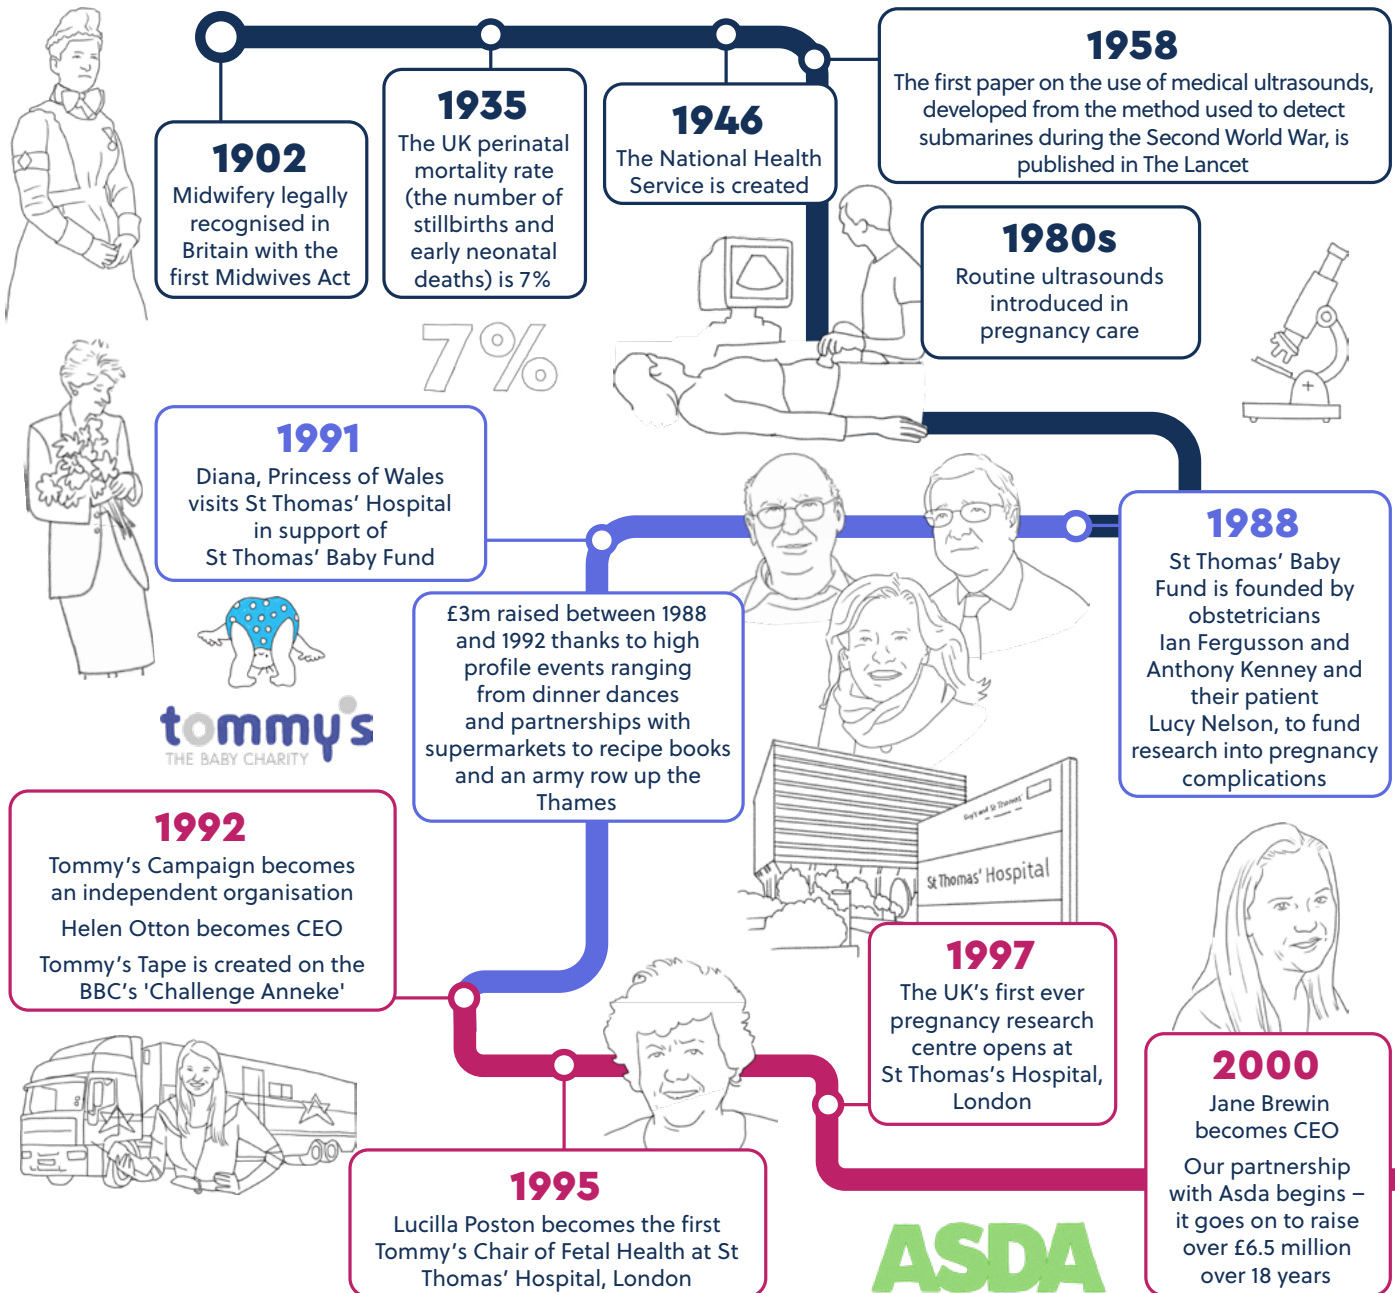 1902
Midwifery legally
recognised in
Britain with the
first Midwives Act
1935
The UK perinatal
mortality rate
(the number of
stillbirths and
early neonatal
deaths) is 7%
7%
1946
The National Health
Service is created
1958
The first paper on the use of medical ultrasounds,
developed from the method used to detect
submarines during the Second World War, is
published in The Lancet
1980s
Routine ultrasounds
introduced in
pregnancy care
1988
St Thomas’ Baby
Fund is founded by
obstetricians
Ian Fergusson and
Anthony Kenney and
their patient
Lucy Nelson, to fund
research into pregnancy
complications
1991
Diana, Princess of Wales
visits St Thomas’ Hospital
in support of
St Thomas’ Baby Fund
£3m raised between 1988
and 1992 thanks to high
profile events ranging
from dinner dances
and partnerships with
supermarkets to recipe books
and an army row up the
Thames
tommy's
THE BABY CHARITY
1992
Tommy’s Campaign becomes
an independent organisation
Helen Otton becomes CEO
Tommy’s Tape is created on the
BBC’s 'Challenge Anneke'
Guy's and St Thomas'
St Thomas' Hospital
1995
Lucilla Poston becomes the first
Tommy’s Chair of Fetal Health at St
Thomas’ Hospital, London
1997
The UK’s first ever
pregnancy research
centre opens at
St Thomas’s Hospital,
London
2000
Jane Brewin
becomes CEO
Our partnership
with Asda begins –
it goes on to raise
over £6.5 million
over 18 years
ASDA